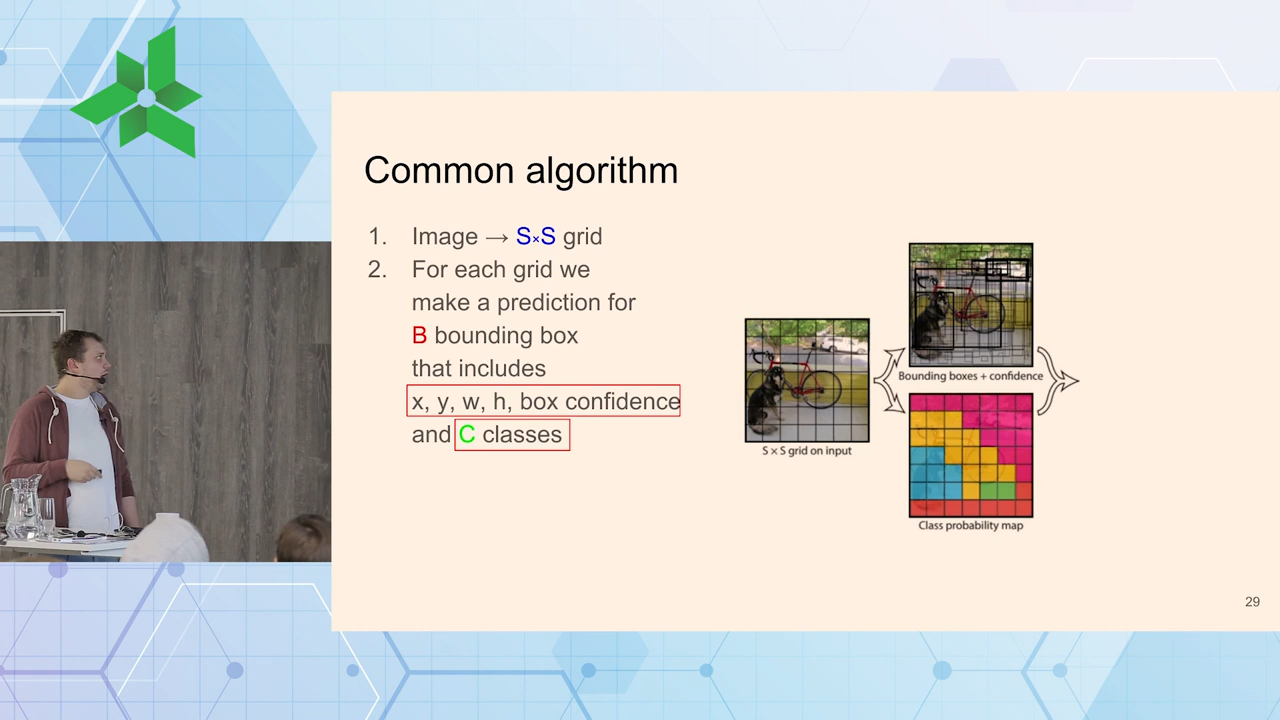 Common algorithm
1. Image → S×S grid
2. For each grid we
make a prediction for
B bounding box
that includes
x, y, w, h, box confidence
and C classes
S × S grid on input
Bounding boxes + confidence
Class probability map
29